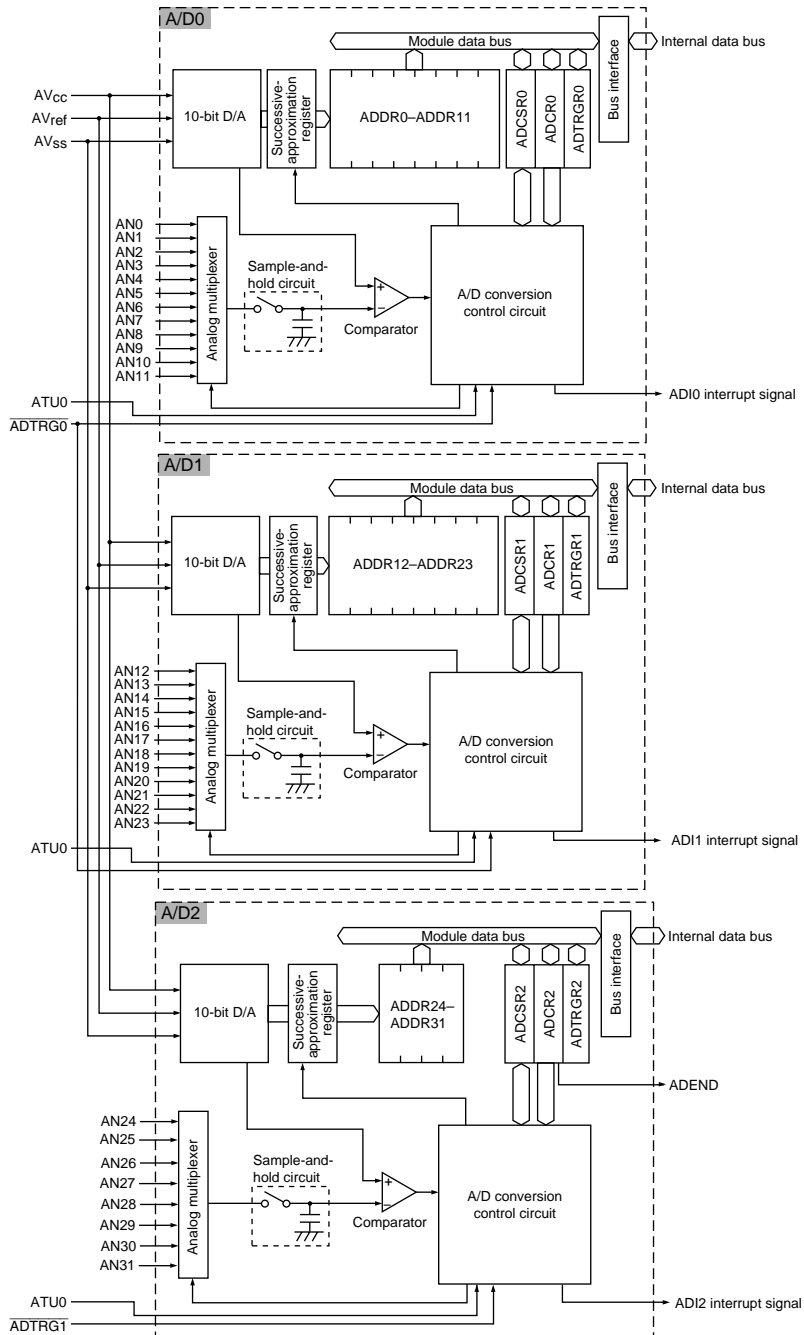 A/D0
Module data bus
Internal data bus
Bus interface
AVcc
AVref
AVss
10-bit D/A
Successive-
approximation
register
ADDR0–ADDR11
ADCSR0
ADCR0
ADTRGR0
AN0
AN1
AN2
AN3
AN4
AN5
AN6
AN7
AN8
AN9
AN10
AN11
Analog multiplexer
Sample-and-
hold circuit
+
−
Comparator
A/D conversion
control circuit
ADI0 interrupt signal
ATU0
ADTRG0
A/D1
Module data bus
Internal data bus
Bus interface
10-bit D/A
Successive-
approximation
register
ADDR12–ADDR23
ADCSR1
ADCR1
ADTRGR1
AN12
AN13
AN14
AN15
AN16
AN17
AN18
AN19
AN20
AN21
AN22
AN23
Analog multiplexer
Sample-and-
hold circuit
+
−
Comparator
A/D conversion
control circuit
ADI1 interrupt signal
ATU0
A/D2
Module data bus
Internal data bus
Bus interface
10-bit D/A
Successive-
approximation
register
ADDR24–
ADDR31
ADCSR2
ADCR2
ADTRGR2
ADEND
AN24
AN25
AN26
AN27
AN28
AN29
AN30
AN31
Analog multiplexer
Sample-and-
hold circuit
+
−
Comparator
A/D conversion
control circuit
ADI2 interrupt signal
ATU0
ADTRG1